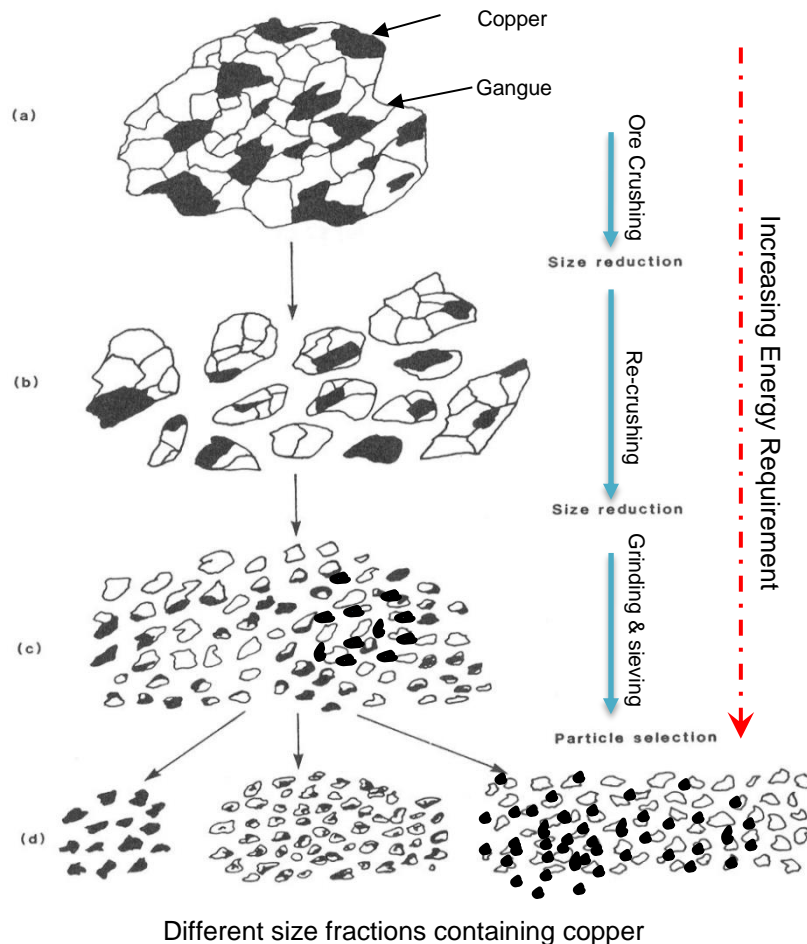 Copper
Gangue
(a)
Ore Crushing
Size reduction
(b)
Re-crushing
Size reduction
Increasing Energy Requirement
(c)
Grinding & sieving
Particle selection
(d)
Different size fractions containing copper